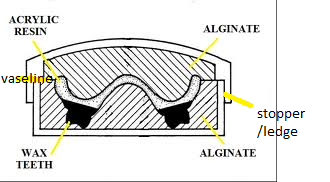 ACRYLIC
RESIN
ALGINATE
vaseline
stopper
/ledge
WAX
TEETH
ALGINATE